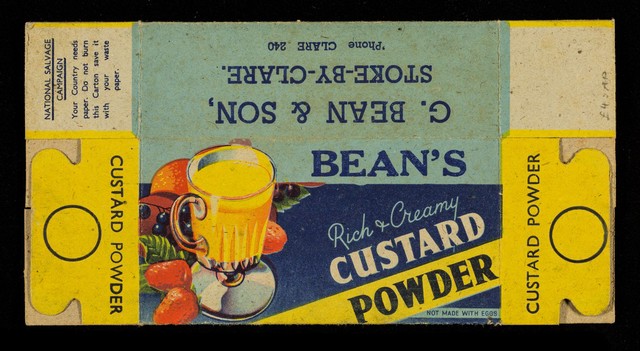 NATIONAL SALVAGE
CAMPAIGN
Your Country needs
paper. Do not burn
this Carton save it
with your waste
paper.
G. BEAN & SON,
STOKE-BY-CLARE.
'Phone CLARE 240
BEAN'S
Rich & Creamy
CUSTARD
POWDER
NOT MADE WITH EGGS
CUSTARD POWDER
CUSTARD POWDER